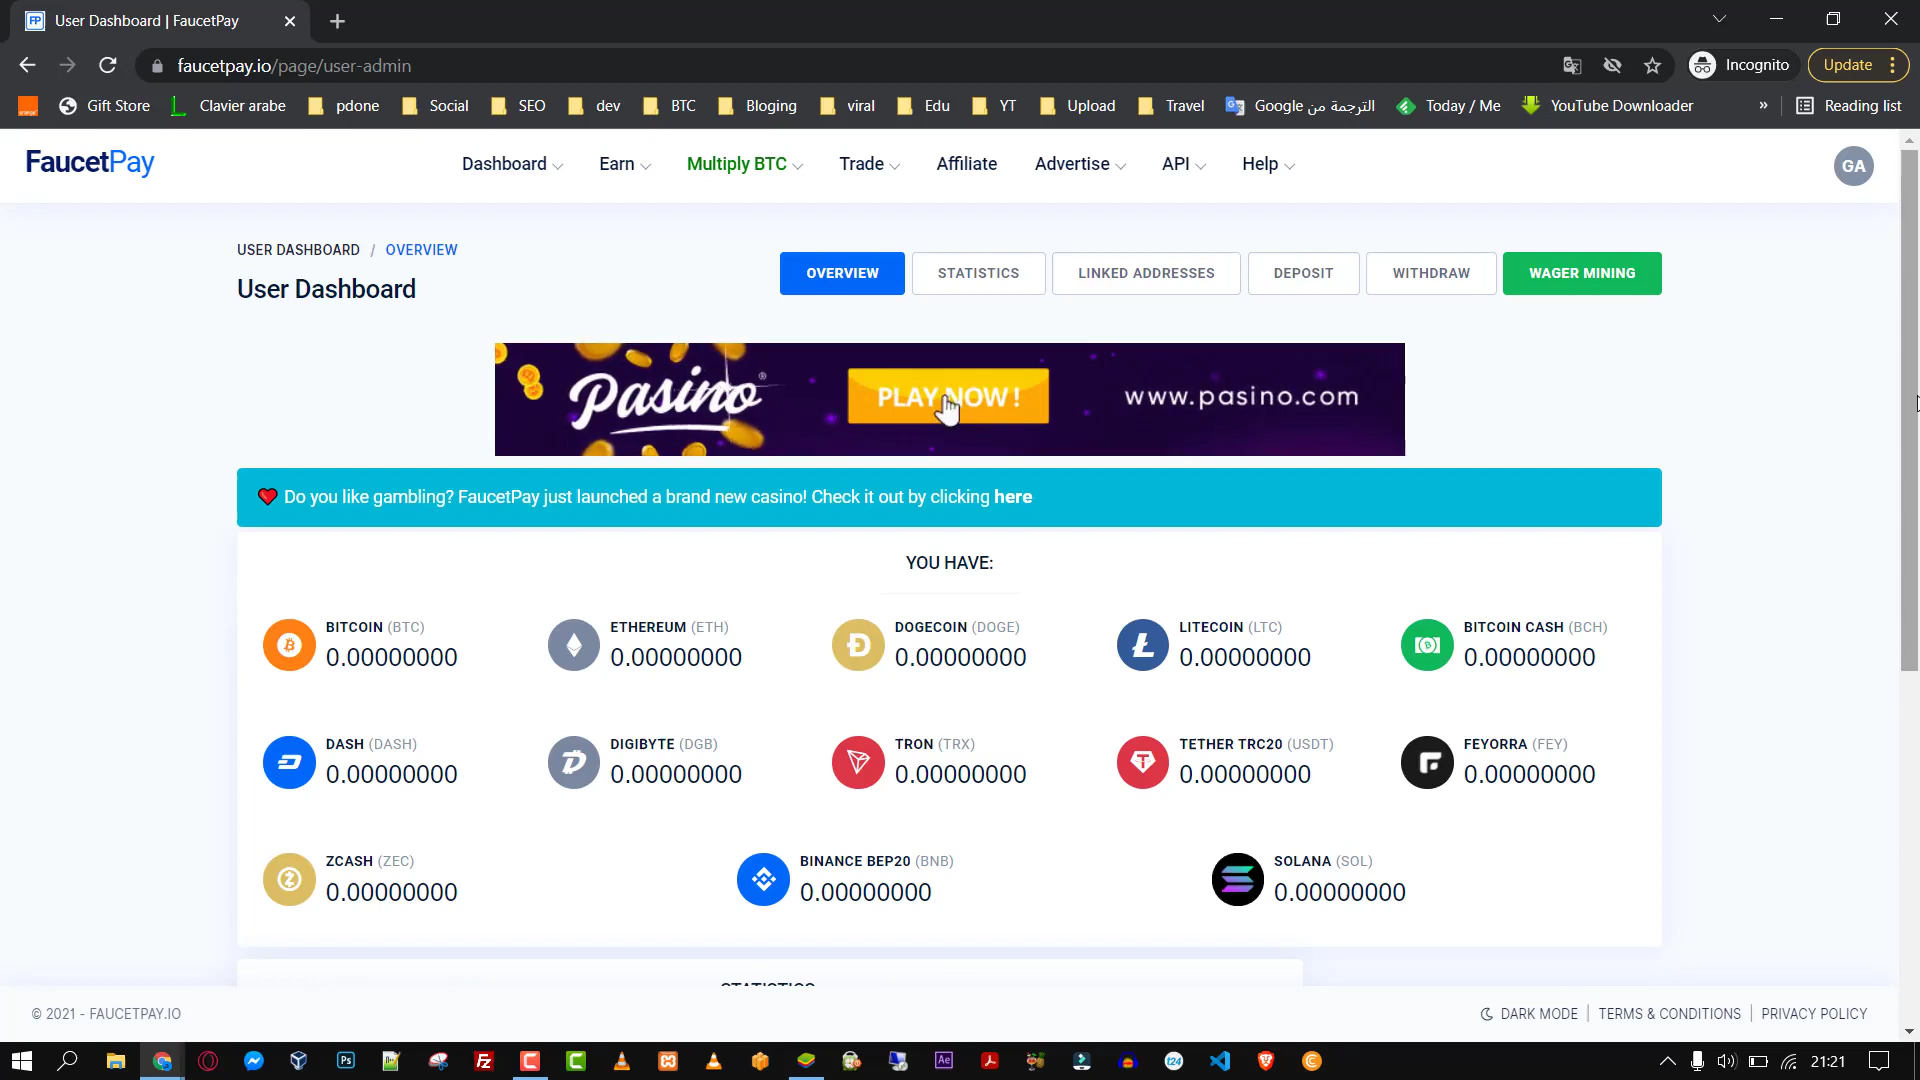 User Dashboard | FaucetPay
faucetpay.io/page/user-admin
Incognito
Update
Gift Store
Clavier arabe
pdone
Social
SEO
dev
BTC
Bloging
viral
Edu
YT
Upload
Travel
الترجمة من Google
Today / Me
YouTube Downloader
»
Reading list
FaucetPay
Dashboard
Earn
Multiply BTC
Trade
Affiliate
Advertise
API
Help
GA
USER DASHBOARD / OVERVIEW
User Dashboard
OVERVIEW
STATISTICS
LINKED ADDRESSES
DEPOSIT
WITHDRAW
WAGER MINING
Pasino®
PLAY NOW !
www.pasino.com
Do you like gambling? FaucetPay just launched a brand new casino! Check it out by clicking here
YOU HAVE:
BITCOIN (BTC)
0.00000000
ETHEREUM (ETH)
0.00000000
DOGECOIN (DOGE)
0.00000000
LITECOIN (LTC)
0.00000000
BITCOIN CASH (BCH)
0.00000000
DASH (DASH)
0.00000000
DIGIBYTE (DGB)
0.00000000
TRON (TRX)
0.00000000
TETHER TRC20 (USDT)
0.00000000
FEYORRA (FEY)
0.00000000
ZCASH (ZEC)
0.00000000
BINANCE BEP20 (BNB)
0.00000000
SOLANA (SOL)
0.00000000
STATISTICS
© 2021 - FAUCETPAY.IO
DARK MODE
TERMS & CONDITIONS
PRIVACY POLICY
21:21